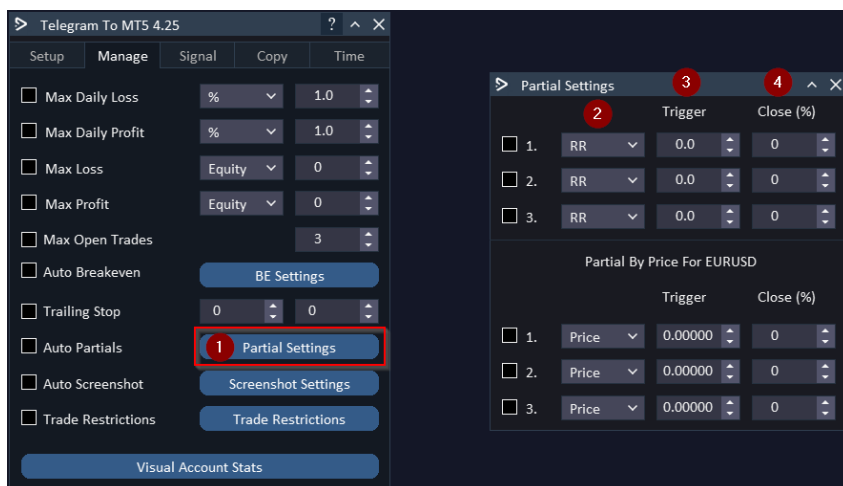 Telegram To MT5 4.25 ?
Setup Manage Signal Copy Time
Max Daily Loss % 1.0
Max Daily Profit % 1.0
Max Loss Equity 0
Max Profit Equity 0
Max Open Trades 3
Auto Breakeven BE Settings
Trailing Stop 0 0
Auto Partials 1 Partial Settings
Auto Screenshot Screenshot Settings
Trade Restrictions Trade Restrictions
Visual Account Stats
Partial Settings 3 4
2 Trigger Close (%)
1. RR 0.0 0
2. RR 0.0 0
3. RR 0.0 0
Partial By Price For EURUSD
Trigger Close (%)
1. Price 0.00000 0
2. Price 0.00000 0
3. Price 0.00000 0